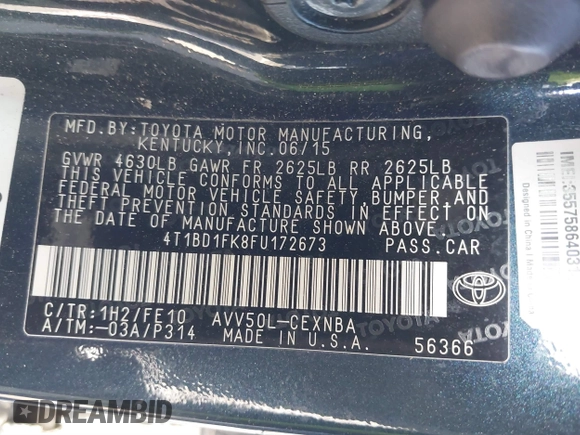 MFD.BY:TOYOTA MOTOR MANUFACTURING,
KENTUCKY,INC.06/15
GVWR 4630LB GAWR FR 2625LB RR 2625LB
THIS VEHICLE CONFORMS TO ALL APPLICABLE
FEDERAL MOTOR VEHICLE SAFETY,BUMPER,AND
THEFT PREVENTION STANDARDS IN EFFECT ON
THE DATE OF MANUFACTURE SHOWN ABOVE.
4T1BD1FK8FU172673 PASS.CAR
C/TR:1H2/FE10 AVV50L-CEXNBA
A/TM:-03A/P314 MADE IN U.S.A. 56366
TOYOTA
DREAMBID